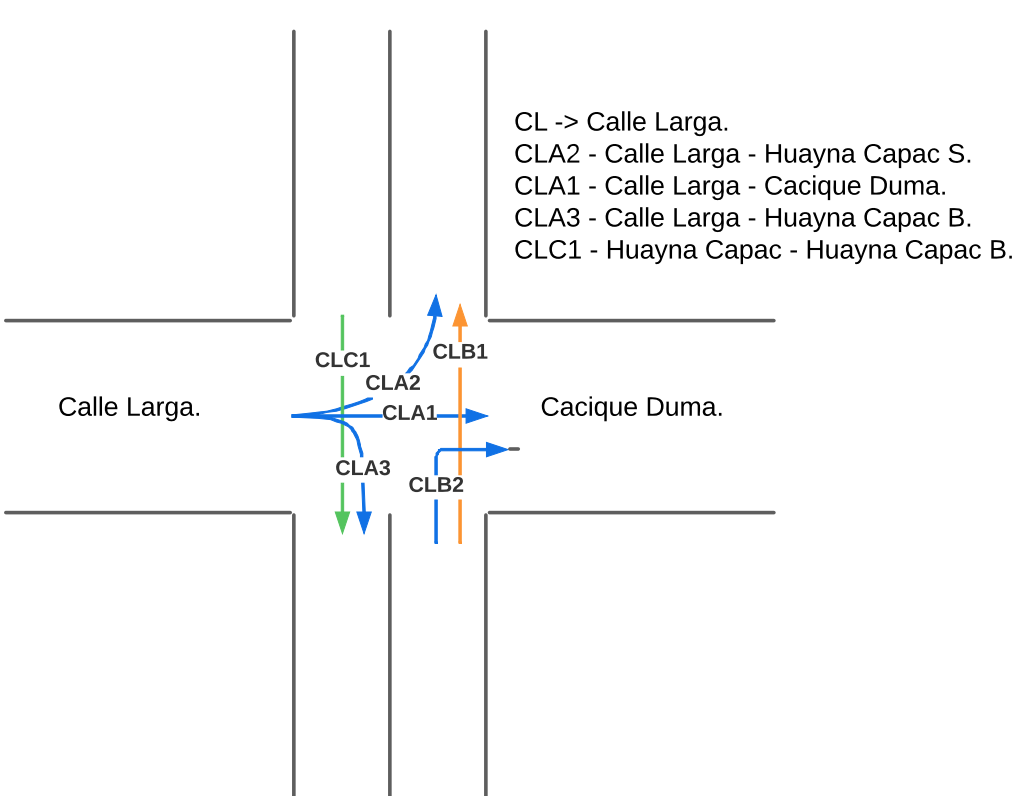 CL -> Calle Larga.
CLA2 - Calle Larga - Huayna Capac S.
CLA1 - Calle Larga - Cacique Duma.
CLA3 - Calle Larga - Huayna Capac B.
CLC1 - Huayna Capac - Huayna Capac B.
CLC1
CLB1
CLA2
Calle Larga.
CLA1
Cacique Duma.
CLA3
CLB2